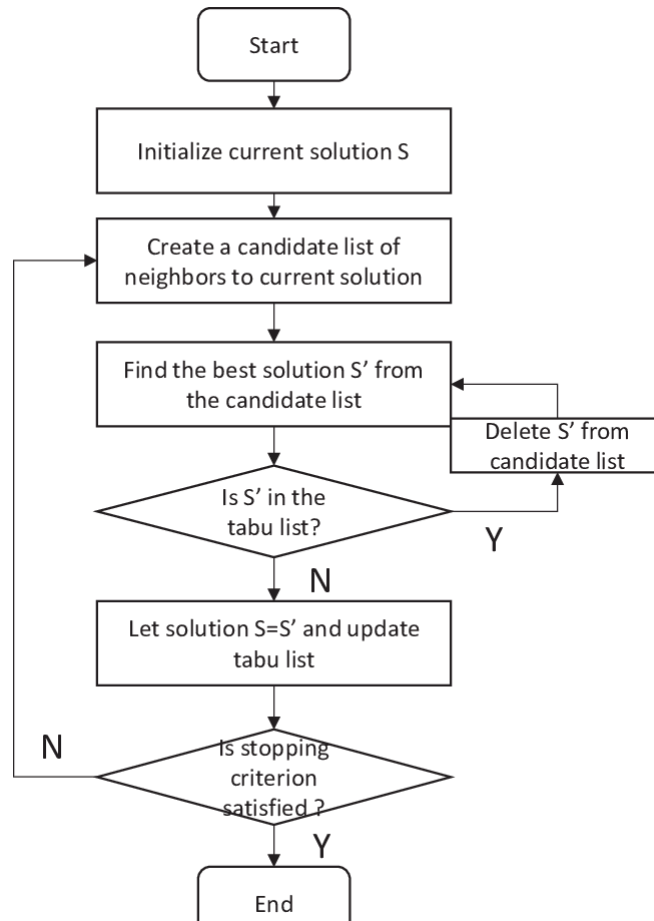 Start
Initialize current solution S
Create a candidate list of
neighbors to current solution
Find the best solution S’ from
the candidate list
Delete S’ from
candidate list
Is S’ in the
tabu list?
Y
N
Let solution S=S’ and update
tabu list
N
Is stopping
criterion
satisfied ?
Y
End